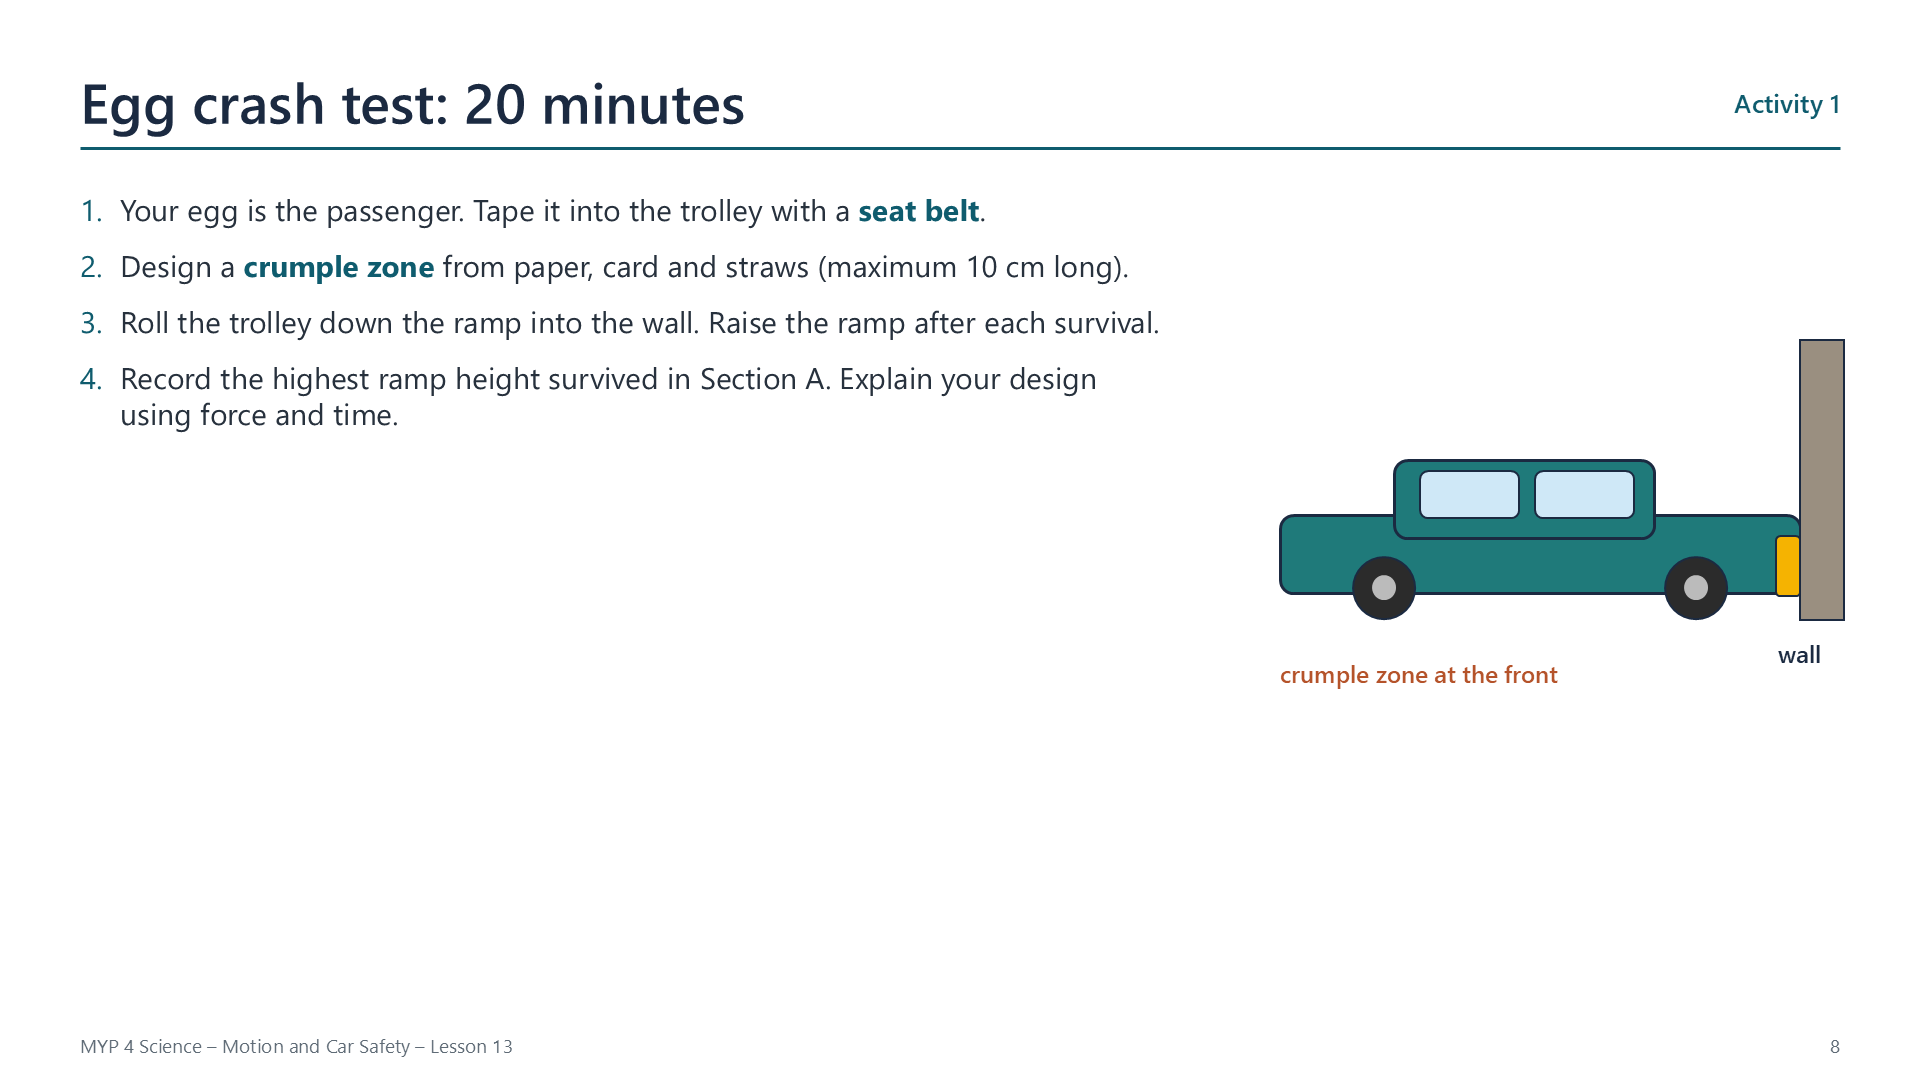 Egg crash test: 20 minutes
Activity 1
1. Your egg is the passenger. Tape it into the trolley with a seat belt.
2. Design a crumple zone from paper, card and straws (maximum 10 cm long).
3. Roll the trolley down the ramp into the wall. Raise the ramp after each survival.
4. Record the highest ramp height survived in Section A. Explain your design
using force and time.
wall
crumple zone at the front
MYP 4 Science – Motion and Car Safety – Lesson 13
8